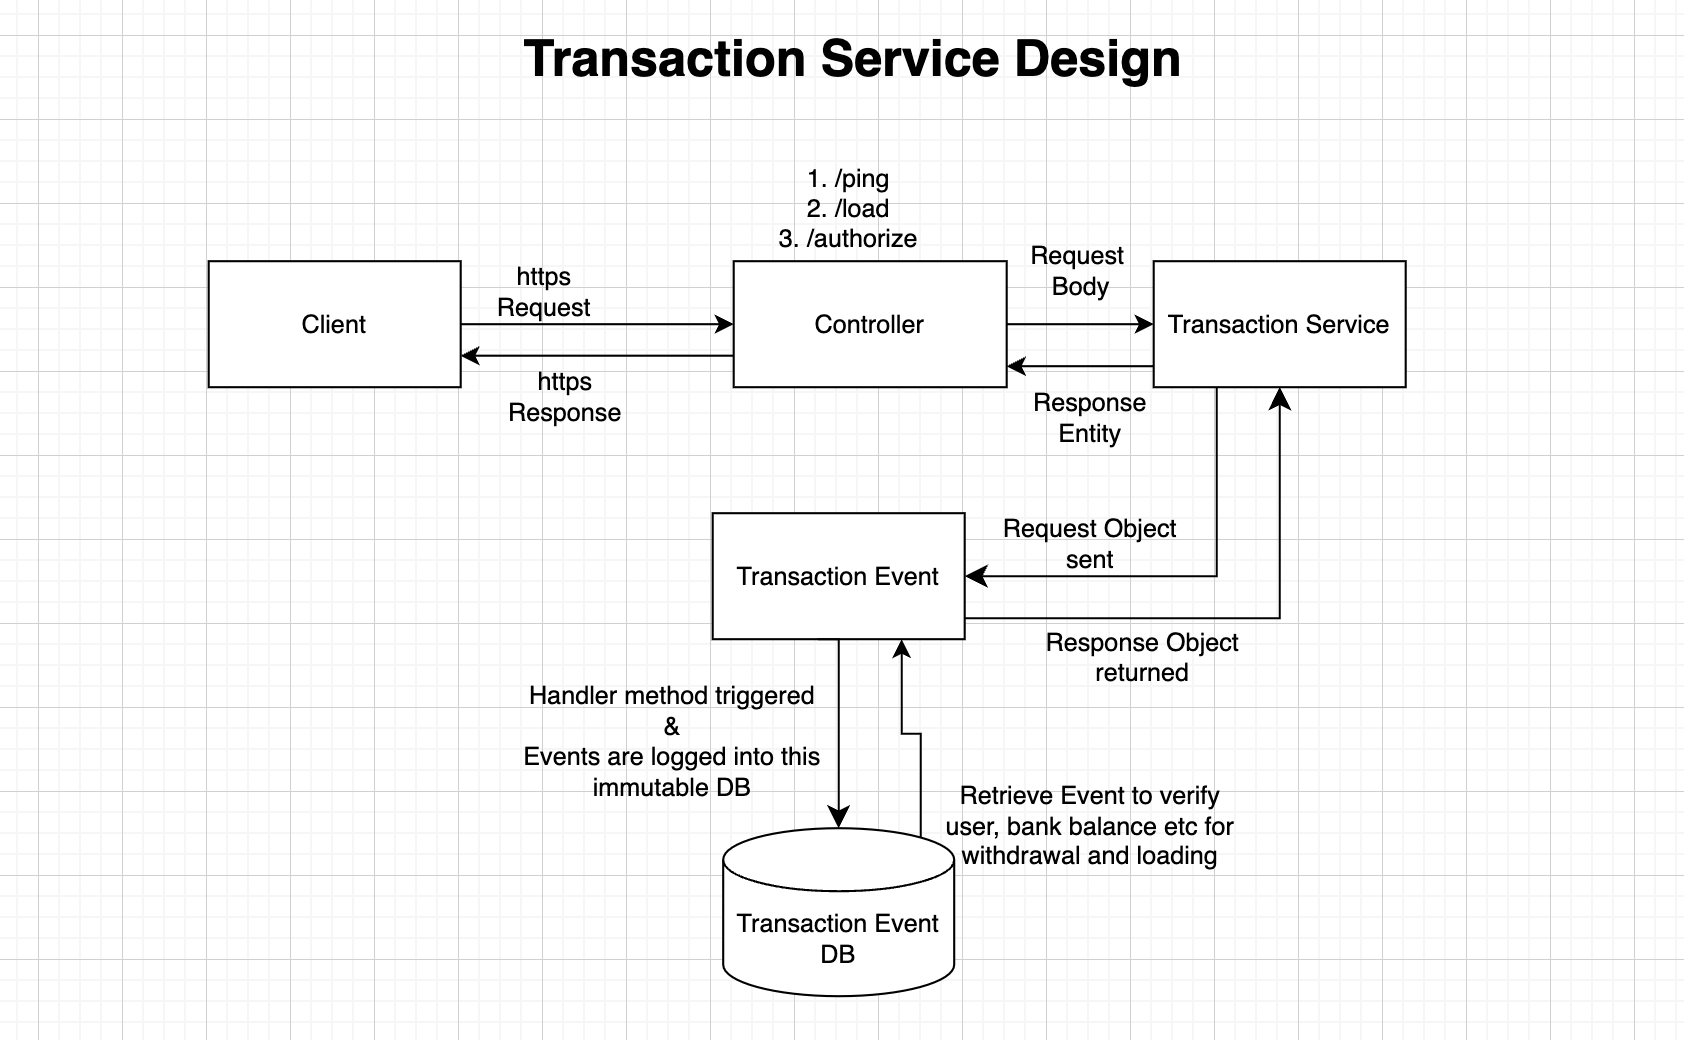 Transaction Service Design
1. /ping
2. /load
3. /authorize
Client
https
Request
https
Response
Controller
Request
Body
Response
Entity
Transaction Service
Request Object
sent
Transaction Event
Response Object
returned
Handler method triggered
&
Events are logged into this
immutable DB
Retrieve Event to verify
user, bank balance etc for
withdrawal and loading
Transaction Event
DB